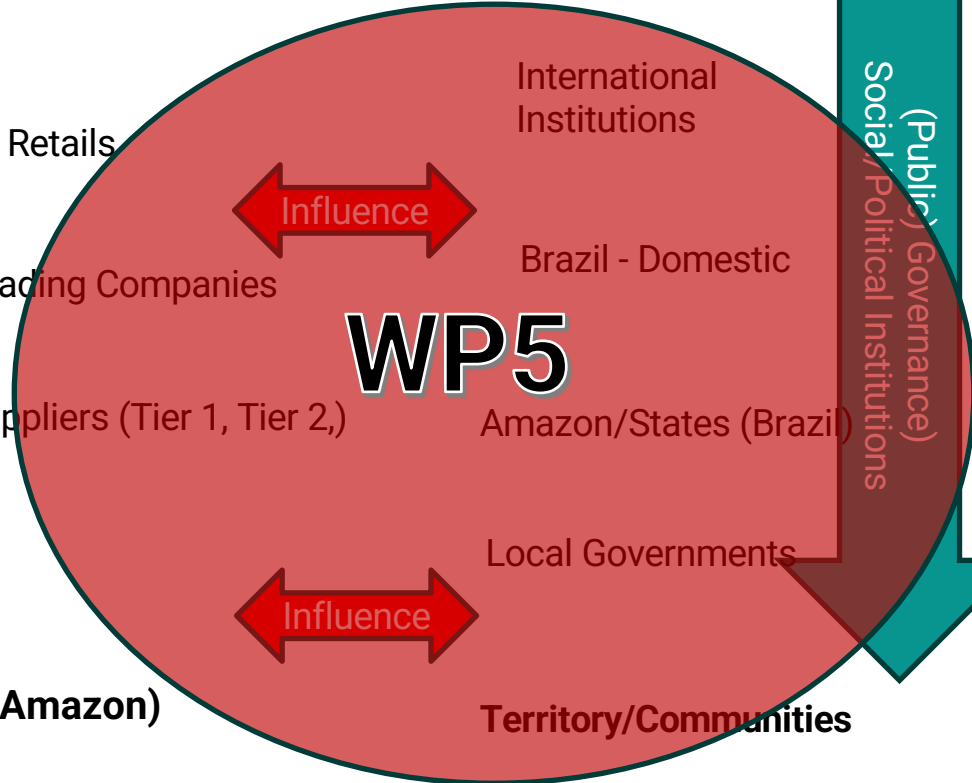 International
Institutions
Retails
Influence
Brazil - Domestic
ading Companies
WP5
ppliers (Tier 1, Tier 2,)
Amazon/States (Brazil)
Local Governments
Influence
Amazon)
Territory/Communities
(Public) Governance)
Social/Political Institutions